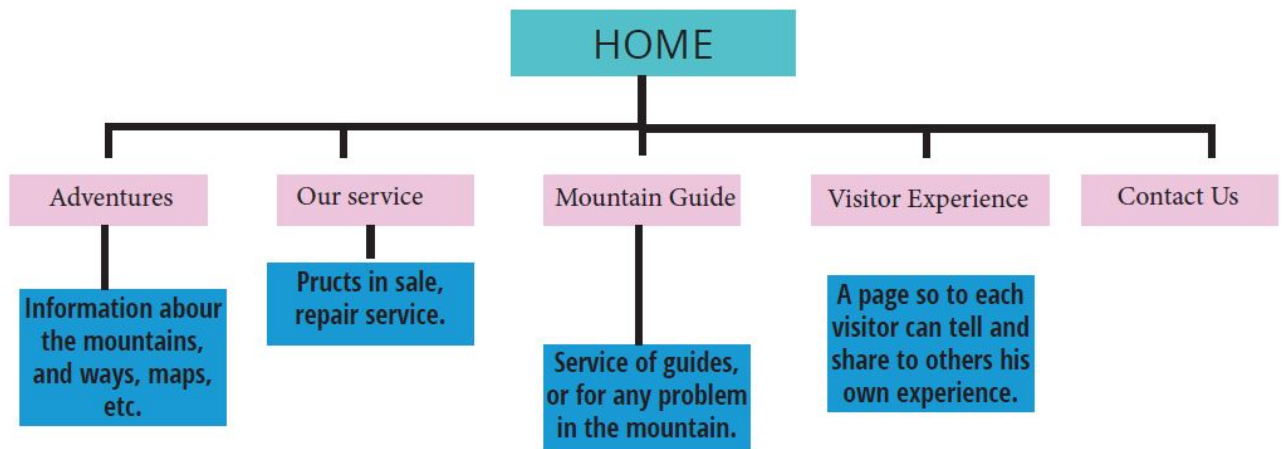 HOME
Adventures
Our service
Mountain Guide
Visitor Experience
Contact Us
Information abour
the mountains,
and ways, maps,
etc.
Pructs in sale,
repair service.
Service of guides,
or for any problem
in the mountain.
A page so to each
visitor can tell and
share to others his
own experience.